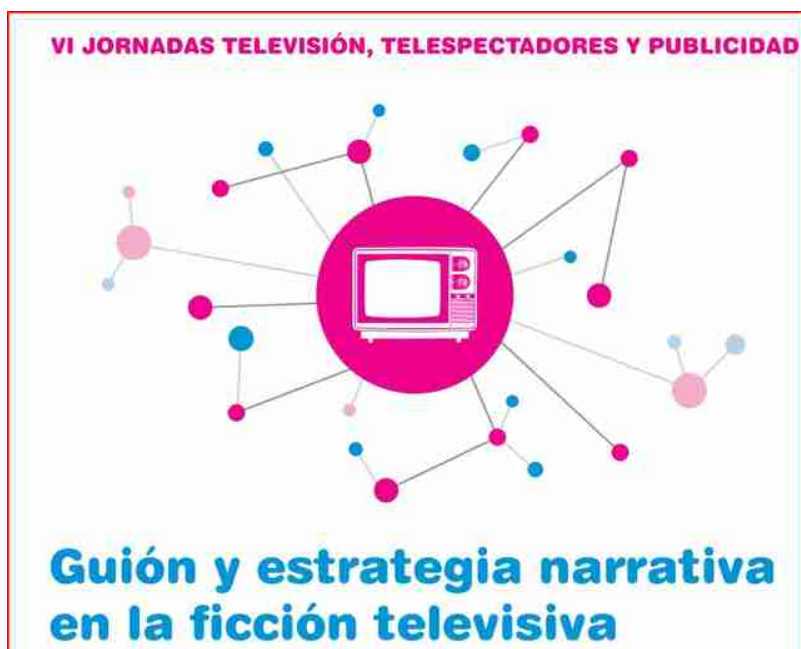 VI JORNADAS TELEVISIÓN, TELESPECTADORES Y PUBLICIDAD
Guión y estrategia narrativa
en la ficción televisiva